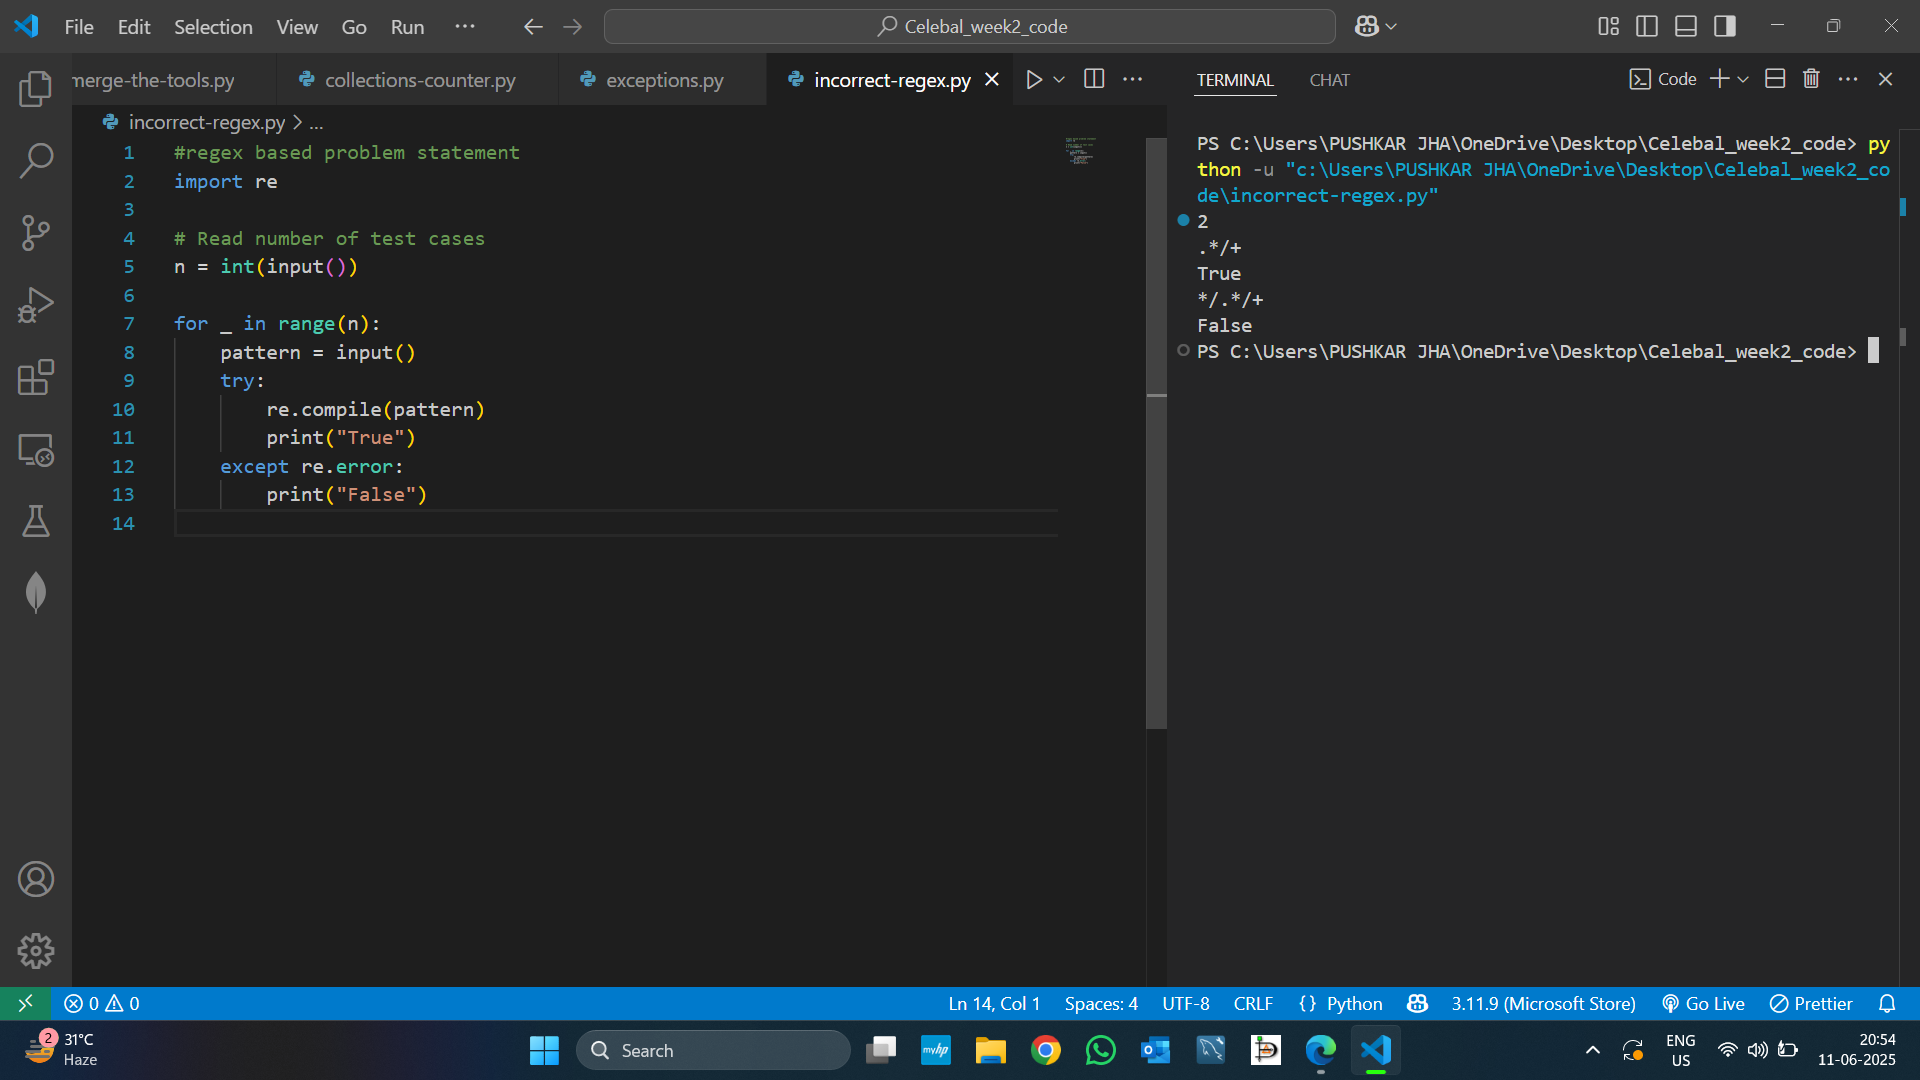 File Edit Selection View Go Run ··· Celebal_week2_code
merge-the-tools.py collections-counter.py exceptions.py incorrect-regex.py
incorrect-regex.py > ...
1 #regex based problem statement
2 import re
3
4 # Read number of test cases
5 n = int(input())
6
7 for _ in range(n):
8     pattern = input()
9     try:
10         re.compile(pattern)
11         print("True")
12     except re.error:
13         print("False")
14
TERMINAL CHAT Code
PS C:\Users\PUSHKAR JHA\OneDrive\Desktop\Celebal_week2_code> py
thon -u "c:\Users\PUSHKAR JHA\OneDrive\Desktop\Celebal_week2_co
de\incorrect-regex.py"
2
.*/+
True
*/.*/+
False
PS C:\Users\PUSHKAR JHA\OneDrive\Desktop\Celebal_week2_code>
0 0 Ln 14, Col 1 Spaces: 4 UTF-8 CRLF {} Python 3.11.9 (Microsoft Store) Go Live Prettier
2 31°C
Haze
Search
myhp
ENG
US
20:54
11-06-2025